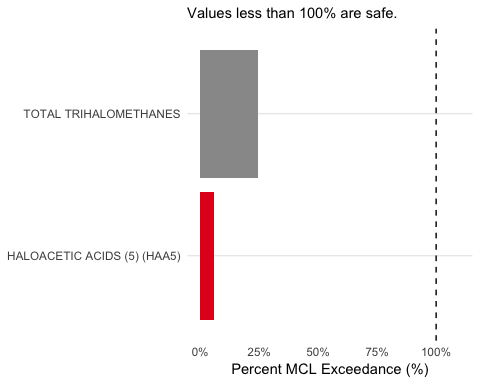 Values less than 100% are safe.
TOTAL TRIHALOMETHANES
HALOACETIC ACIDS (5) (HAA5)
0% 25% 50% 75% 100%
Percent MCL Exceedance (%)